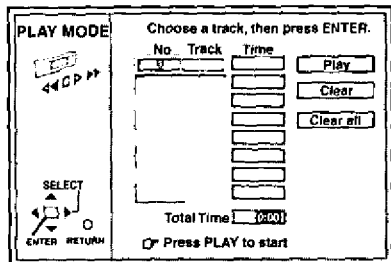 PLAY MODE
SELECT
ENTER RETURN
Choose a track, then press ENTER.
No Track Time
Play
Clear
Clear all
Total Time 0:00
Press PLAY to start